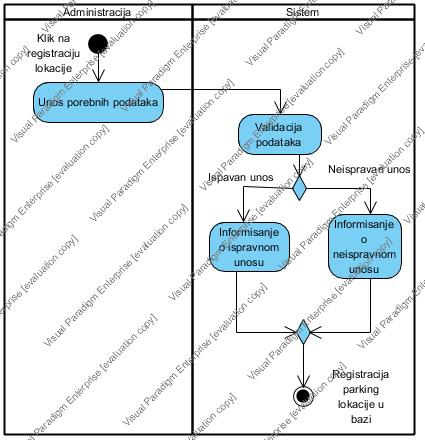 Administracija
Sistem
Klik na
registraciju
lokacije
Unos porebnih podataka
Validacija
podataka
Ispavan unos
Neispravan unos
Informisanje
o ispravnom
unosu
Informisanje
o
neispravnom
unosu
Registracija
parking
lokacije u
bazi
Visual Paradigm Enterprise [evaluation copy]